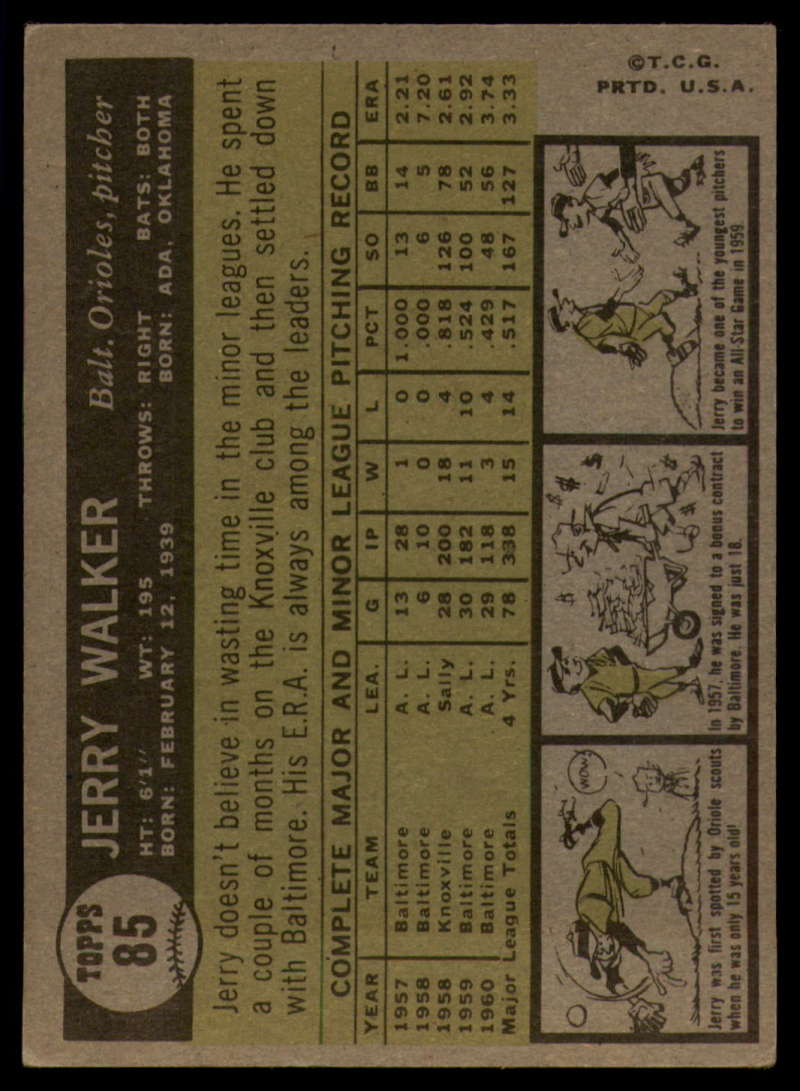 TOPPS
85
JERRY WALKER Balt. Orioles, pitcher
HT: 6'1" WT: 195 THROWS: RIGHT BATS: BOTH
BORN: FEBRUARY 12, 1939 BORN: ADA, OKLAHOMA
Jerry doesn't believe in wasting time in the minor leagues. He spent
a couple of months on the Knoxville club and then settled down
with Baltimore. His E.R.A. is always among the leaders.
COMPLETE MAJOR AND MINOR LEAGUE PITCHING RECORD
YEAR TEAM LEA. G IP W L PCT SO BB ERA
1957 Baltimore A. L. 13 28 1 0 1.000 13 14 2.21
1958 Baltimore A. L. 6 10 0 0 .000 6 5 7.20
1958 Knoxville Sally 28 200 18 4 .818 126 78 2.61
1959 Baltimore A. L. 30 182 11 10 .524 100 52 2.92
1960 Baltimore A. L. 29 118 3 4 .429 48 56 3.74
Major League Totals 4 Yrs. 78 338 15 14 .517 167 127 3.33
WOW!
Jerry was first spotted by Oriole scouts
when he was only 15 years old!
In 1957, he was signed to a bonus contract
by Baltimore. He was just 18.
Jerry became one of the youngest pitchers
to win an All-Star Game in 1959
©T.C.G.
PRTD. U.S.A.